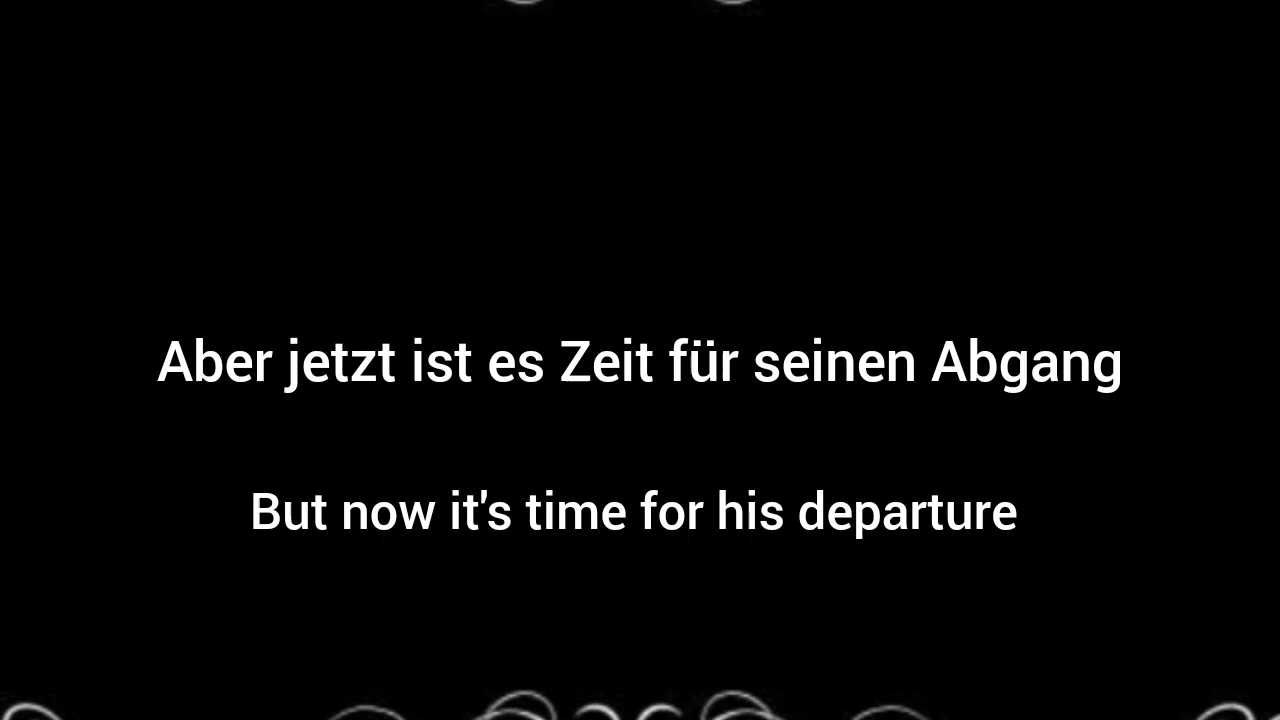 Aber jetzt ist es Zeit für seinen Abgang
But now it's time for his departure